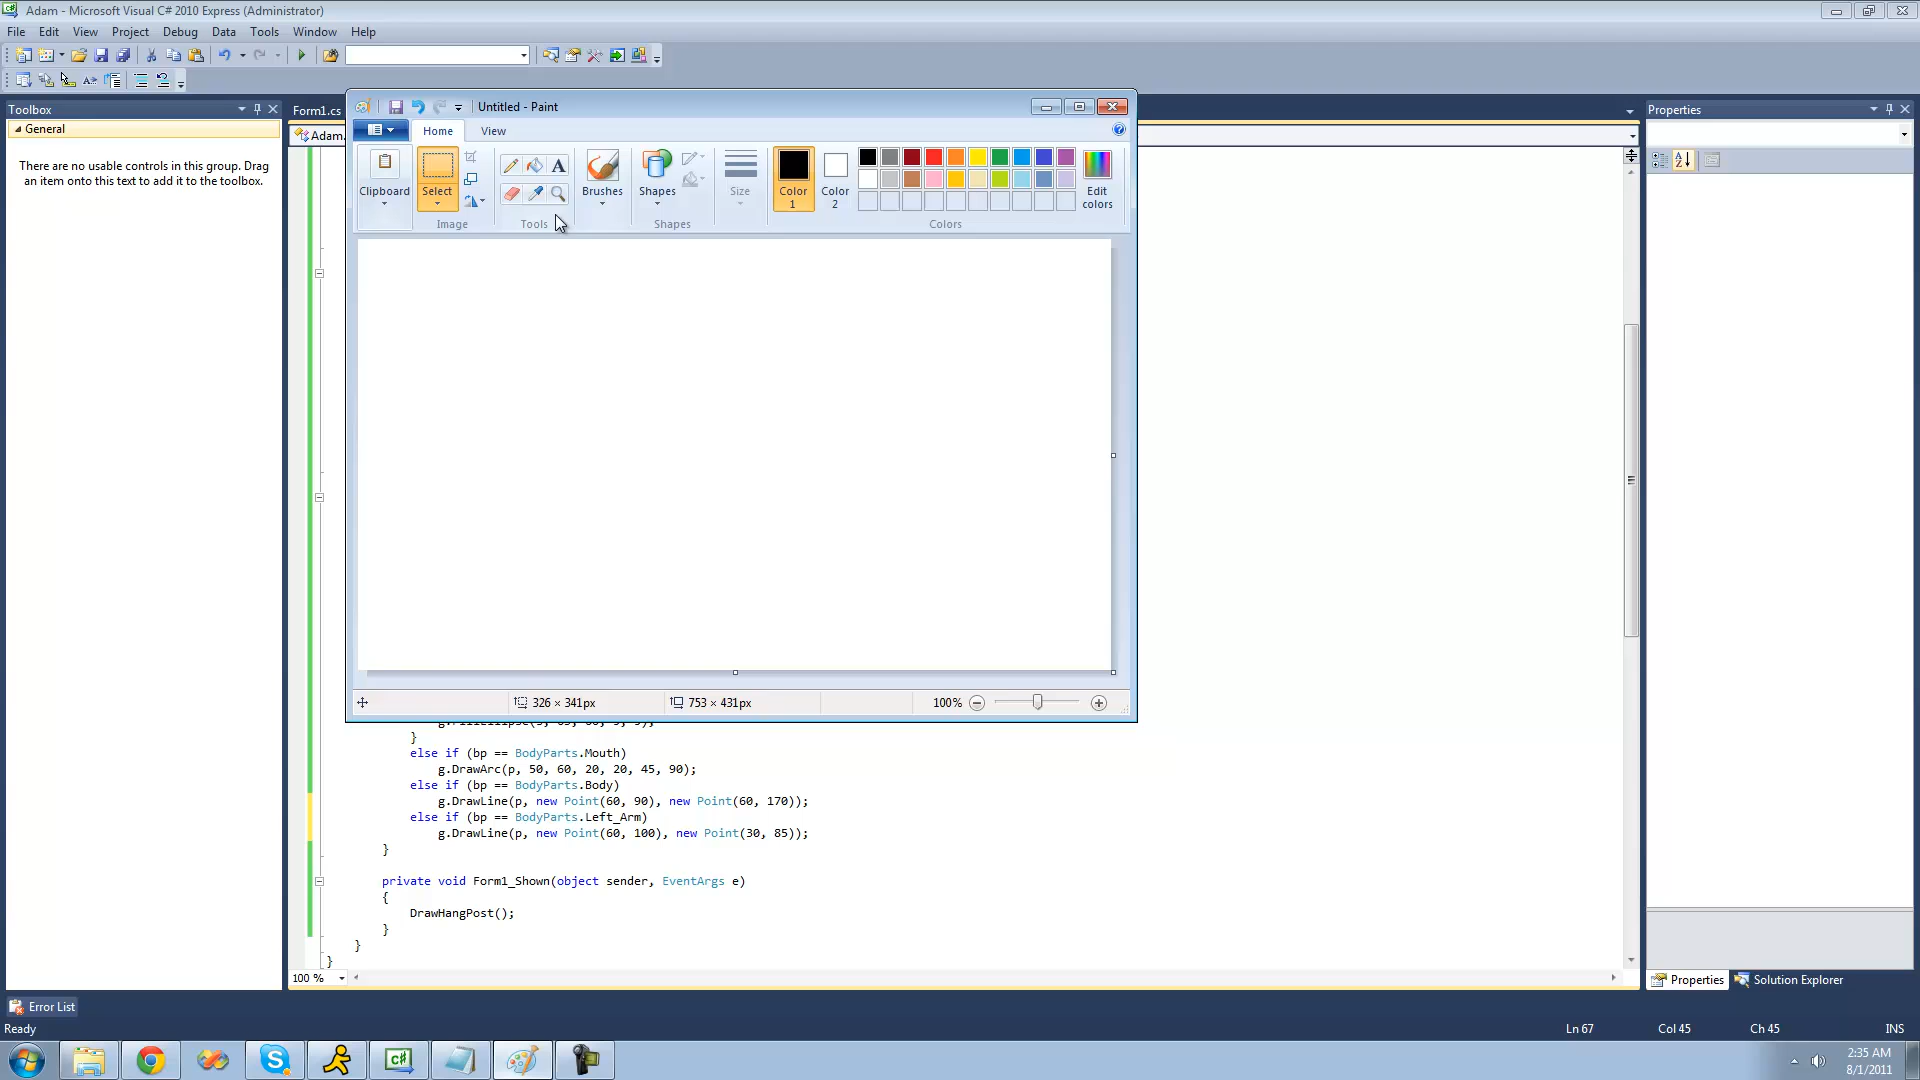 Adam - Microsoft Visual C# 2010 Express (Administrator)
File Edit View Project Debug Data Tools Window Help
Toolbox
General
There are no usable controls in this group. Drag
an item onto this text to add it to the toolbox.
Form1.cs
Adam.
Untitled - Paint
Home View
Clipboard
Select
Image
Tools
Brushes
Shapes
Shapes
Size
Color
1
Color
2
Edit
colors
Colors
326 × 341px
753 × 431px
100%
}
else if (bp == BodyParts.Mouth)
g.DrawArc(p, 50, 60, 20, 20, 45, 90);
else if (bp == BodyParts.Body)
g.DrawLine(p, new Point(60, 90), new Point(60, 170));
else if (bp == BodyParts.Left_Arm)
g.DrawLine(p, new Point(60, 100), new Point(30, 85));
}
private void Form1_Shown(object sender, EventArgs e)
{
DrawHangPost();
}
}
}
100 %
Properties
Properties Solution Explorer
Error List
Ready
Ln 67 Col 45 Ch 45 INS
2:35 AM
8/1/2011